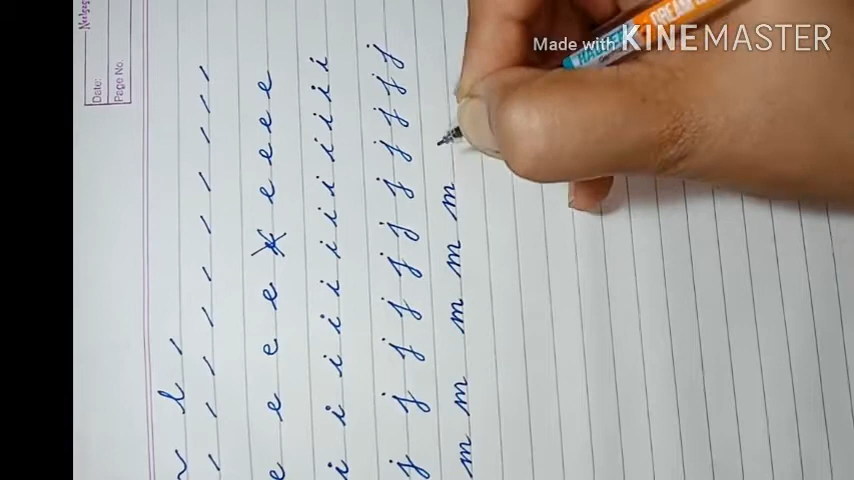 Made with KINEMASTER
Date:
Page No.
l
e e e e e e e e
i i i i i i i i i i i i
j j j j j j j j j j j
m m m m m